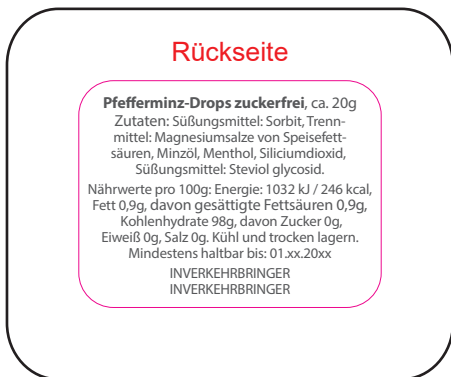 Rückseite
Pfefferminz-Drops zuckerfrei, ca. 20g
Zutaten: Süßungsmittel: Sorbit, Trenn-
mittel: Magnesiumsalze von Speisefett-
säuren, Minzöl, Menthol, Siliciumdioxid,
Süßungsmittel: Steviol glycosid.
Nährwerte pro 100g: Energie: 1032 kJ / 246 kcal,
Fett 0,9g, davon gesättigte Fettsäuren 0,9g,
Kohlenhydrate 98g, davon Zucker 0g,
Eiweiß 0g, Salz 0g. Kühl und trocken lagern.
Mindestens haltbar bis: 01.xx.20xx
INVERKEHRBRINGER
INVERKEHRBRINGER